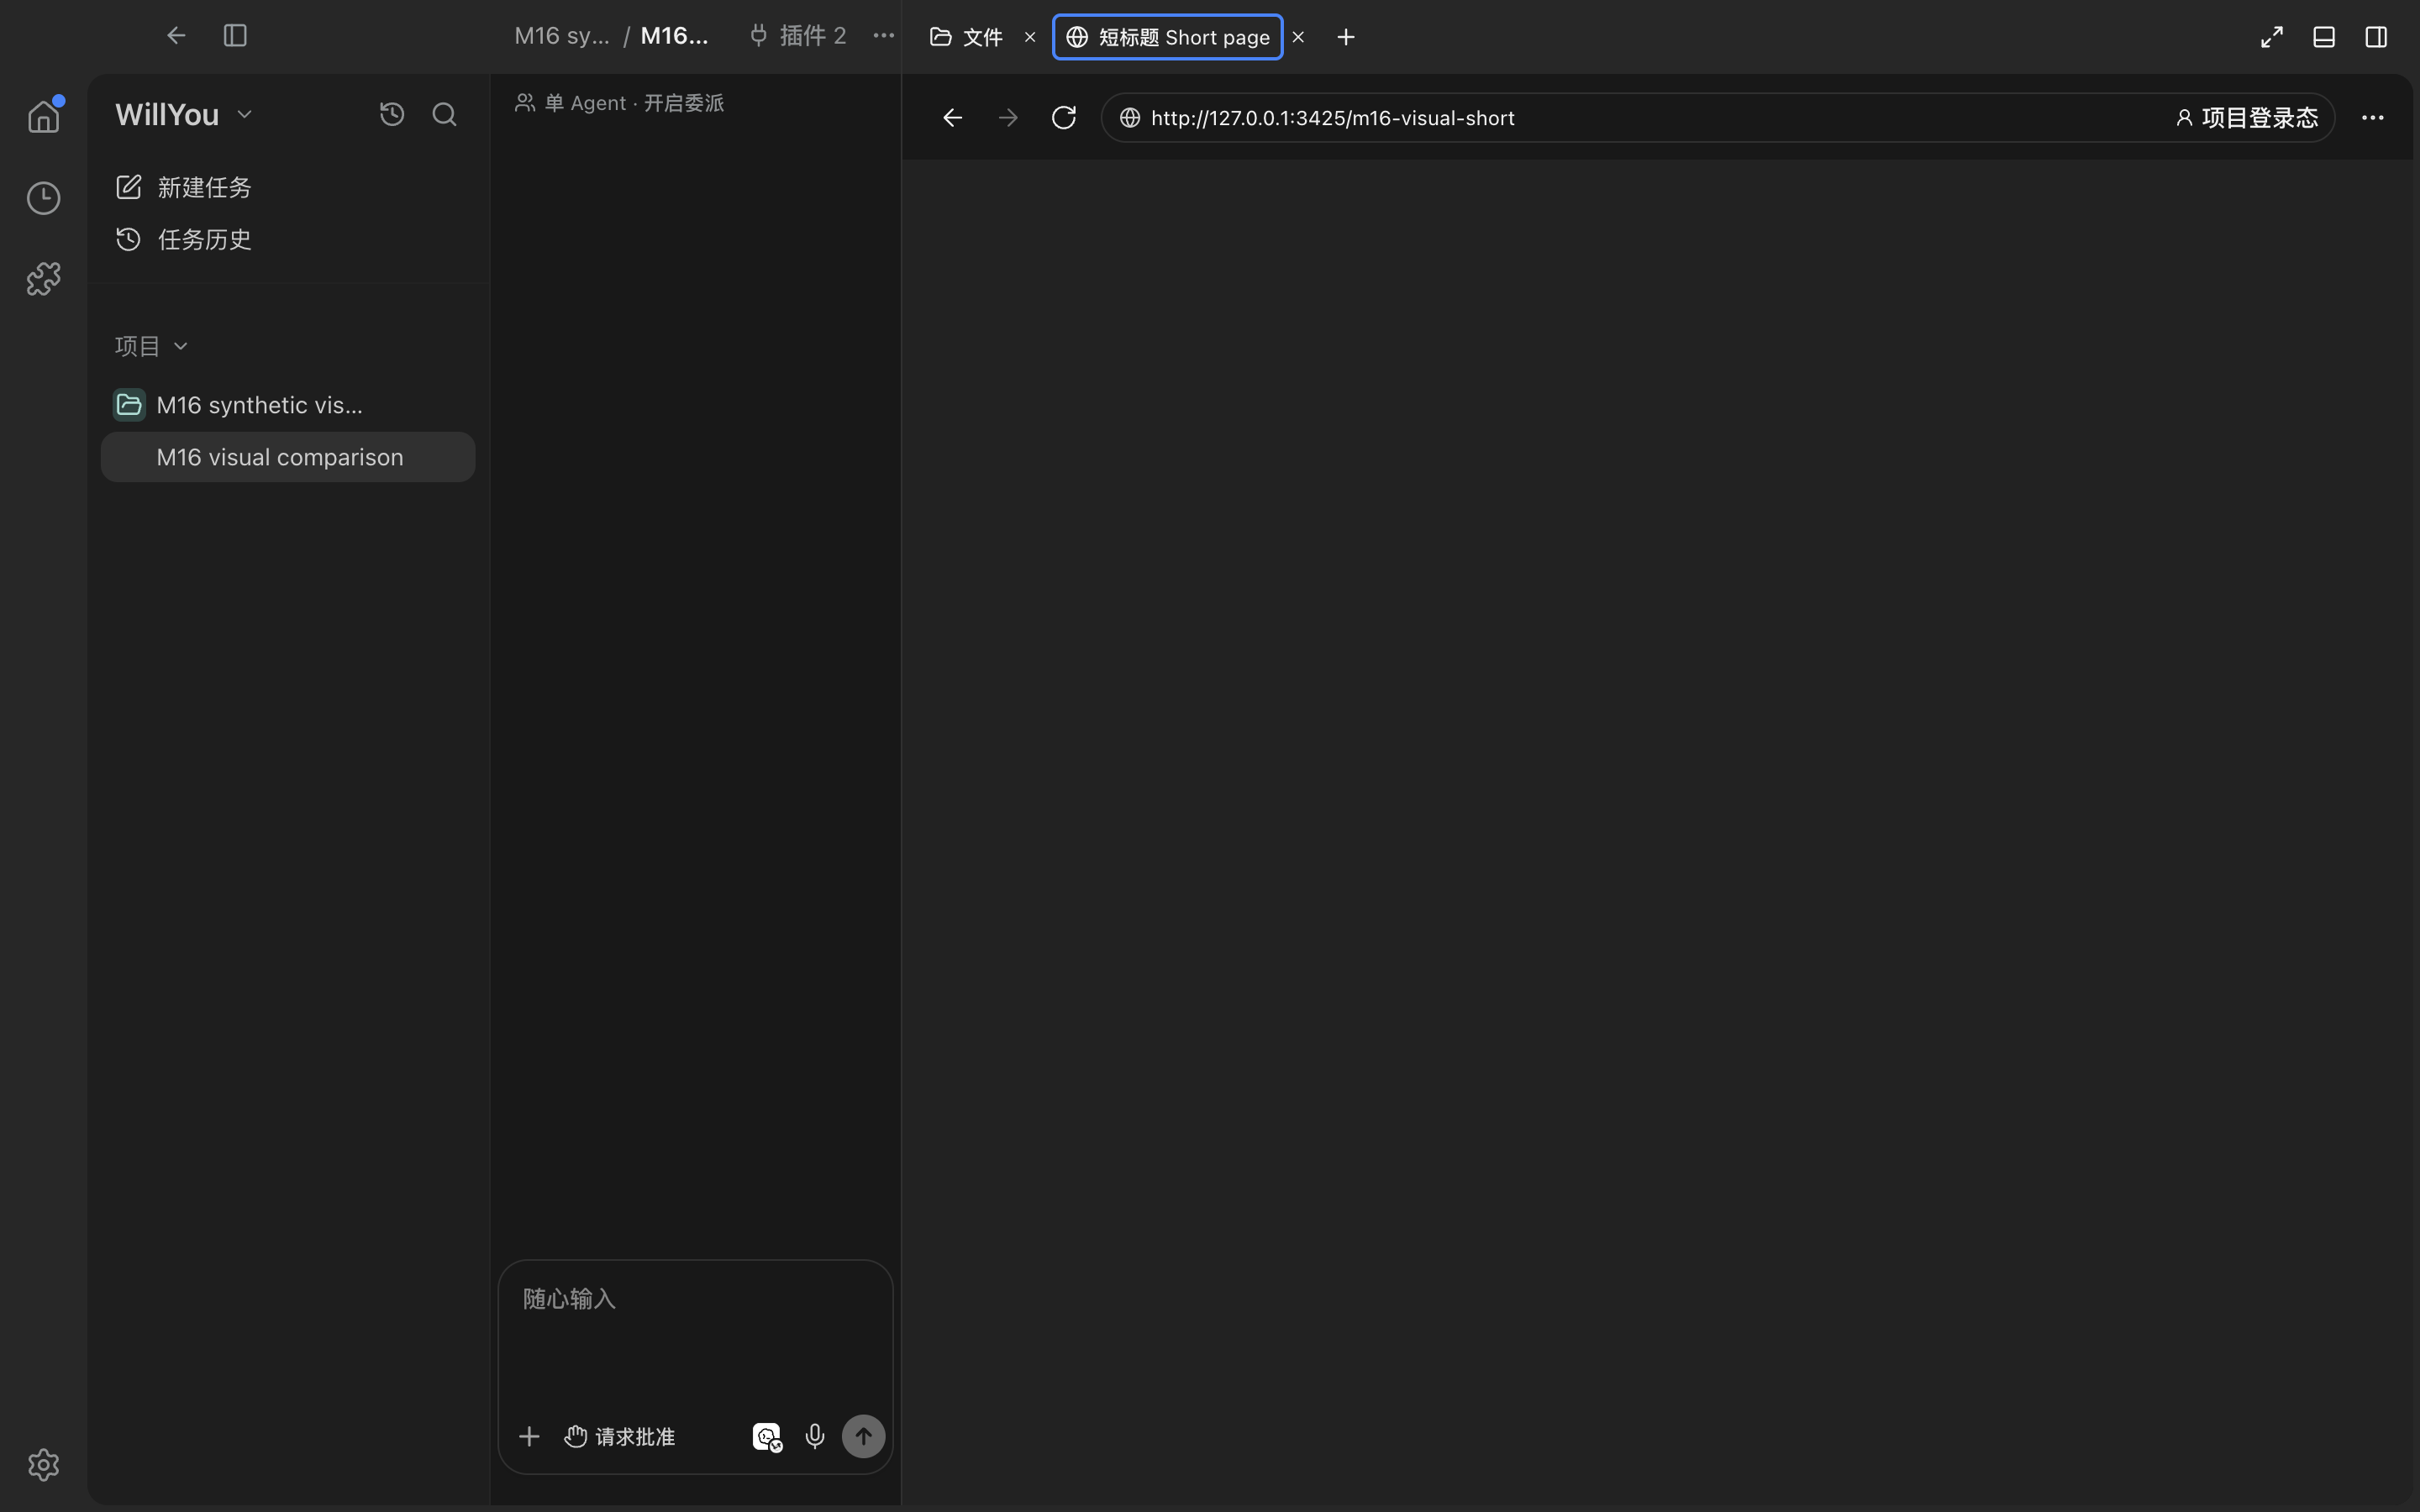 M16 sy... / M16... 插件 2
文件
短标题 Short page
WillYou
单 Agent · 开启委派
http://127.0.0.1:3425/m16-visual-short
项目登录态
新建任务
任务历史
项目
M16 synthetic vis...
M16 visual comparison
随心输入
请求批准